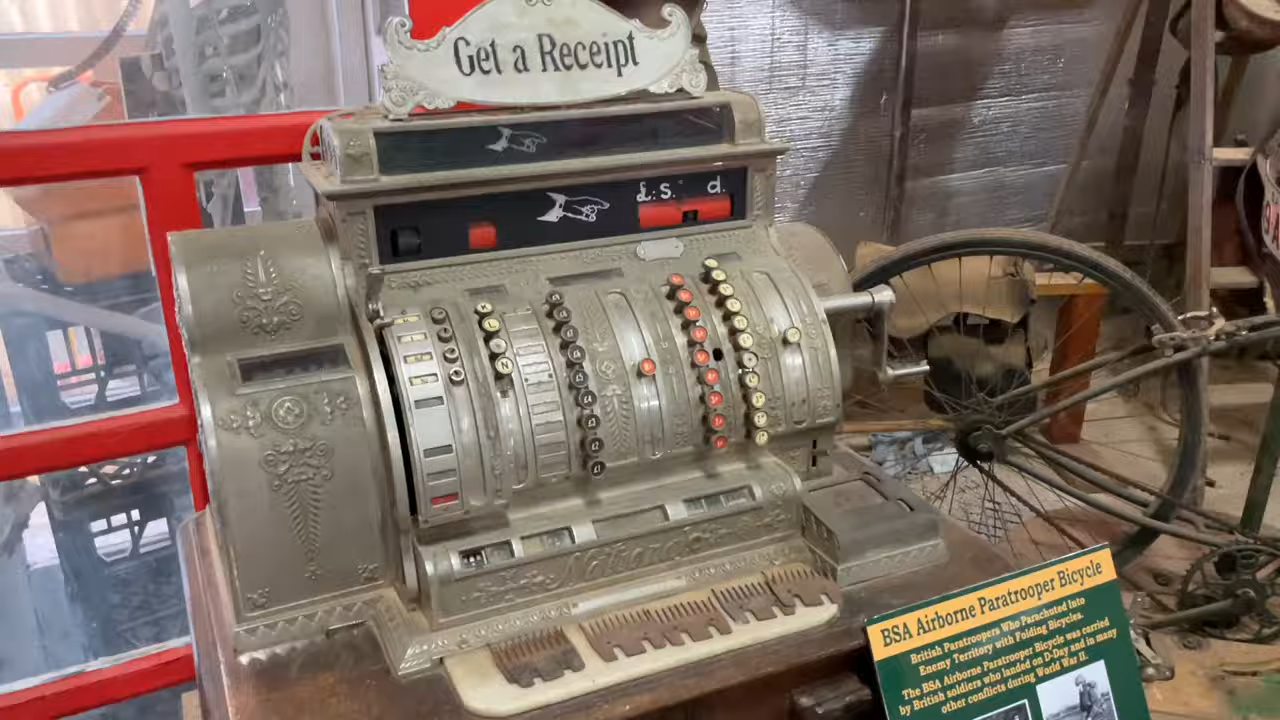 Get a Receipt
£. S. d.
K
L
N
National
BSA Airborne Paratrooper Bicycle
British Paratroopers Who Parachuted Into
Enemy Territory with Folding Bicycles.
The BSA Airborne Paratrooper Bicycle was carried
by British soldiers who landed on D-Day and in many
other conflicts during World War II.